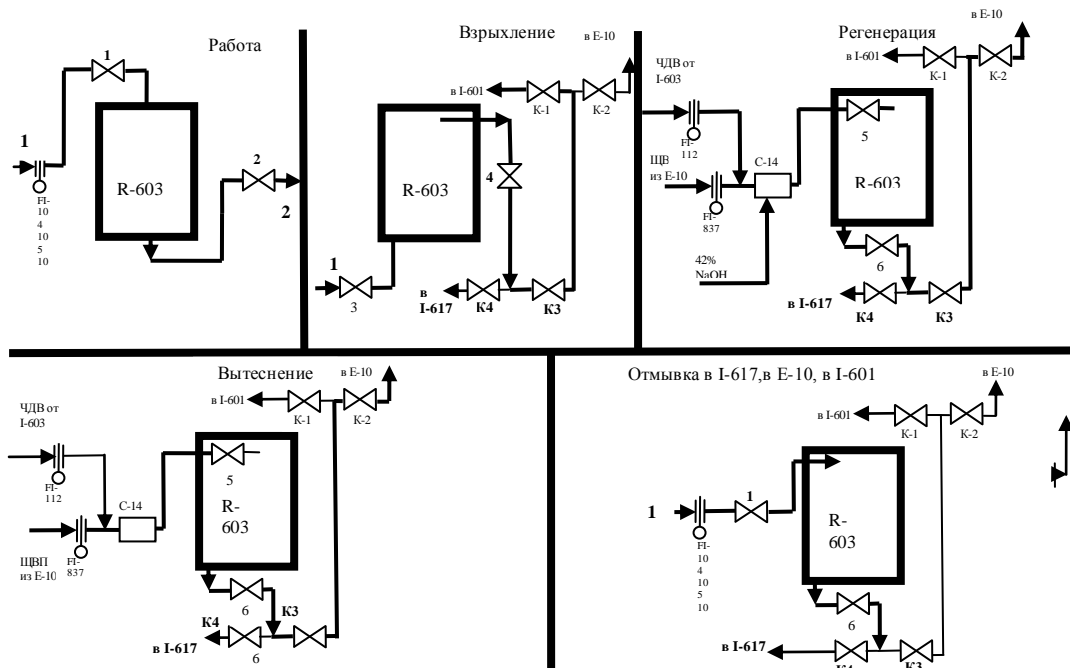 Работа
1
1
R-603
2
2
FI-
10
4
10
5
10
Взрыхление
в E-10
в I-601
K-1
K-2
R-603
4
1
3
в
I-617
К4
К3
Регенерация
в E-10
в I-601
K-1
K-2
ЧДВ от
I-603
FI-
112
5
ЩВ
из E-10
C-14
R-603
FI-
837
42%
NaOH
6
в I-617
К4
К3
Вытеснение
в E-10
в I-601
K-1
K-2
ЧДВ от
I-603
FI-
112
5
C-14
R-
603
ЩВП
из E-10
FI-
837
6
К4
К3
в I-617
6
Отмывка в I-617,в E-10, в I-601
в E-10
в I-601
K-1
K-2
1
1
R-
603
FI-
10
4
10
5
10
6
в I-617
К4
К3